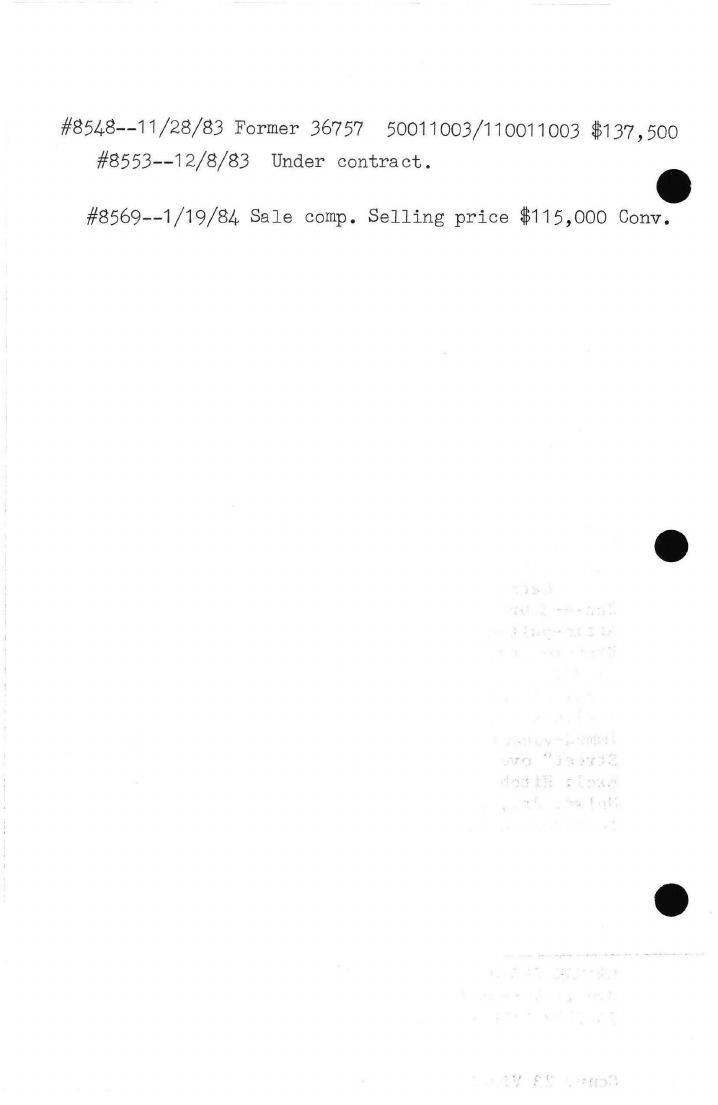 #8548--11/28/83 Former 36757 50011003/110011003 $137,500
#8553--12/8/83 Under contract.
#8569--1/19/84 Sale comp. Selling price $115,000 Conv.